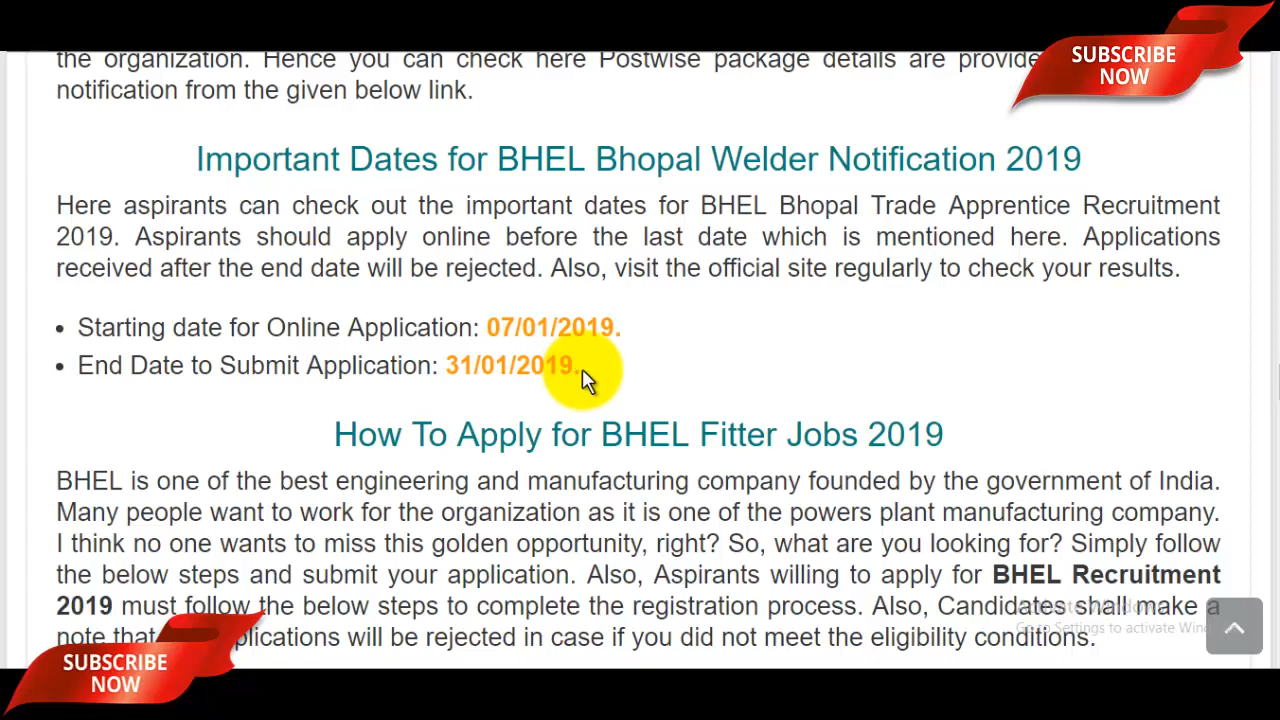 the organization. Hence you can check here Postwise package details are provide
notification from the given below link.
SUBSCRIBE
NOW
Important Dates for BHEL Bhopal Welder Notification 2019
Here aspirants can check out the important dates for BHEL Bhopal Trade Apprentice Recruitment
2019. Aspirants should apply online before the last date which is mentioned here. Applications
received after the end date will be rejected. Also, visit the official site regularly to check your results.
• Starting date for Online Application: 07/01/2019.
• End Date to Submit Application: 31/01/2019.
How To Apply for BHEL Fitter Jobs 2019
BHEL is one of the best engineering and manufacturing company founded by the government of India.
Many people want to work for the organization as it is one of the powers plant manufacturing company.
I think no one wants to miss this golden opportunity, right? So, what are you looking for? Simply follow
the below steps and submit your application. Also, Aspirants willing to apply for BHEL Recruitment
2019 must follow the below steps to complete the registration process. Also, Candidates shall make a
note that plications will be rejected in case if you did not meet the eligibility conditions.
Activate Windows
Go to Settings to activate Win
SUBSCRIBE
NOW